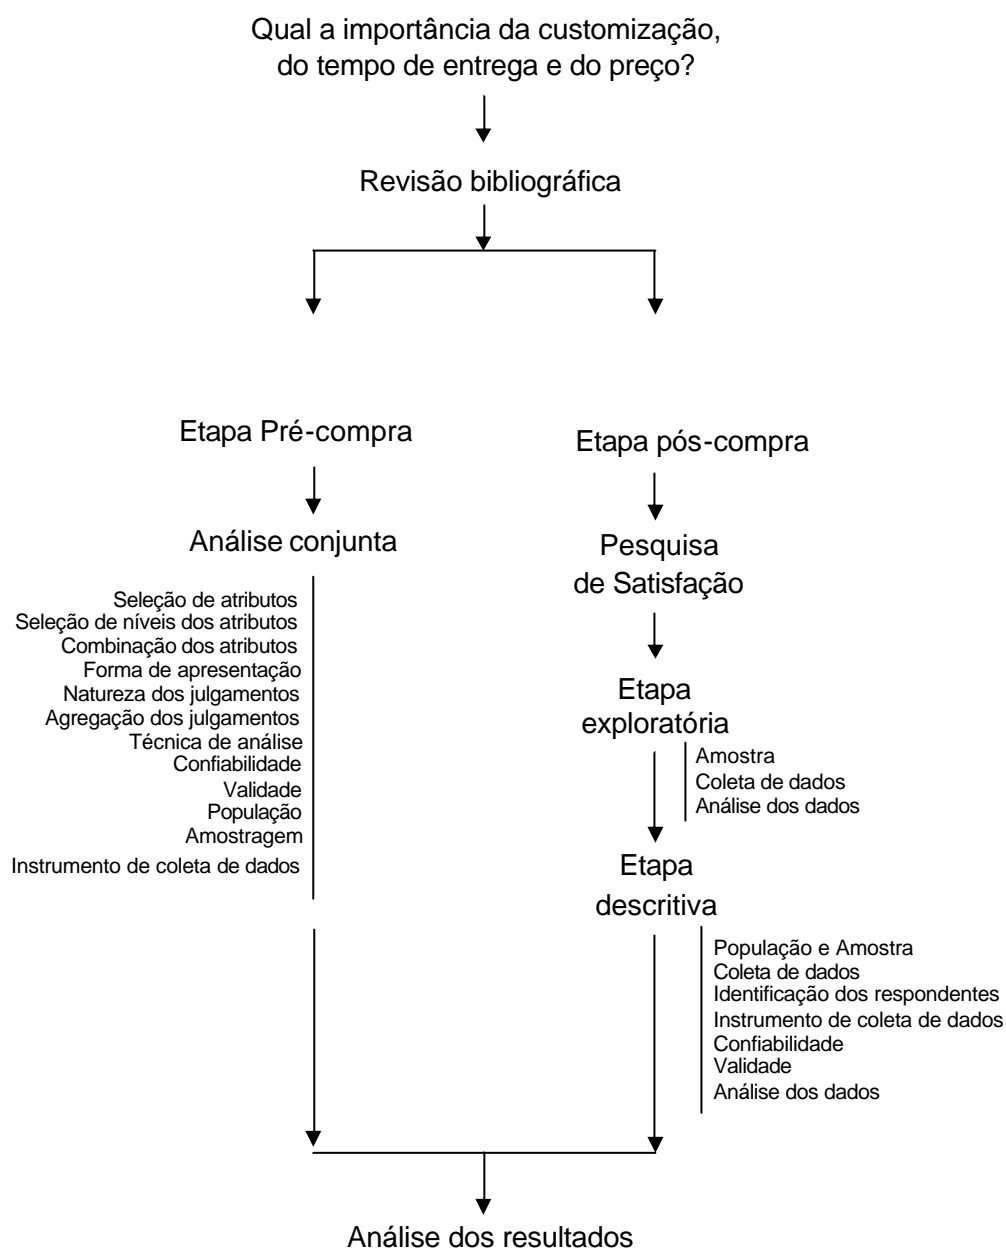 Qual a importância da customização,
do tempo de entrega e do preço?
Revisão bibliográfica
Etapa Pré-compra
Análise conjunta
Seleção de atributos
Seleção de níveis dos atributos
Combinação dos atributos
Forma de apresentação
Natureza dos julgamentos
Agregação dos julgamentos
Técnica de análise
Confiabilidade
Validade
População
Amostragem
Instrumento de coleta de dados
Etapa pós-compra
Pesquisa
de Satisfação
Etapa
exploratória
Amostra
Coleta de dados
Análise dos dados
Etapa
descritiva
População e Amostra
Coleta de dados
Identificação dos respondentes
Instrumento de coleta de dados
Confiabilidade
Validade
Análise dos dados
Análise dos resultados